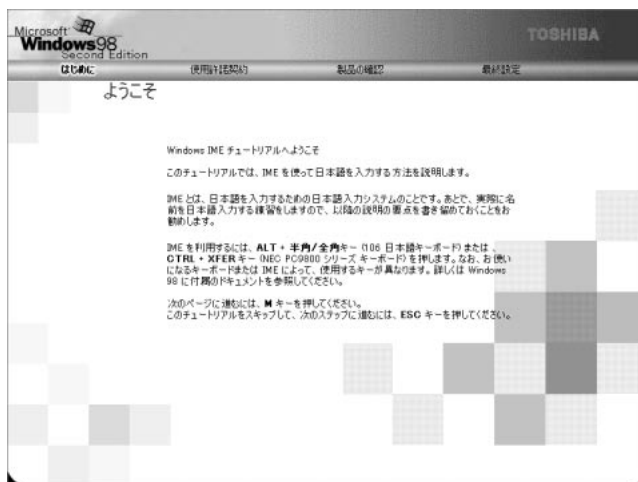 Microsoft
Windows98
Second Edition
TOSHIBA
はじめに 使用許諾契約 製品の確認 最終設定
ようこそ
Windows IME チュートリアルへようこそ
このチュートリアルでは、IME を使って日本語を入力する方法を説明します。
IME とは、日本語を入力するための日本語入力システムのことです。あとで、実際に名
前を日本語入力する練習をしますので、以降の説明の要点を書き留めておくことをお
勧めします。
IME を利用するには、ALT + 半角/全角キー (106 日本語キーボード) または 、
CTRL + XFER キー (NEC PC9800 シリーズ キーボード) を押します。なお、お使い
になるキーボードまたは IME によって、使用するキーが異なります。詳しくは Windows
98 に付属のドキュメントを参照してください。
次のページに進むには、M キーを押してください。
このチュートリアルをスキップして、次のステップに進むには、ESC キーを押してください。